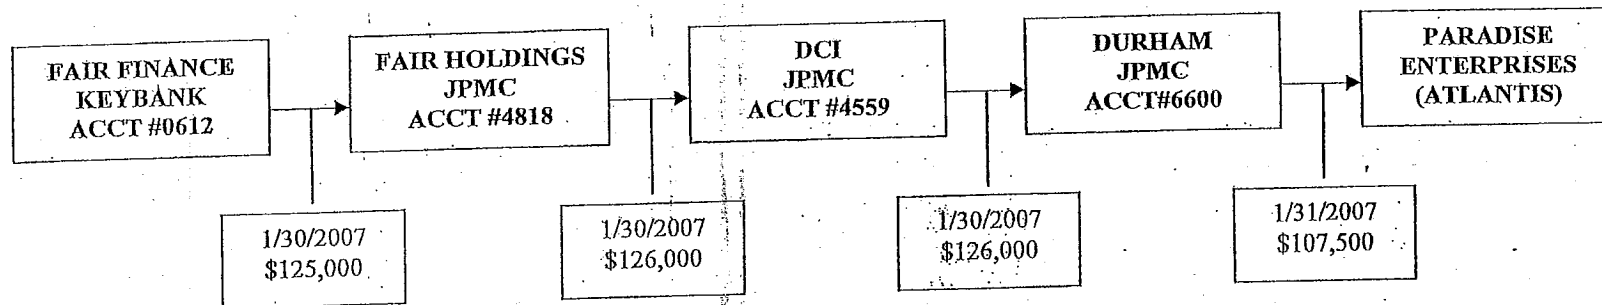 FAIR FINANCE
KEYBANK
ACCT #0612
FAIR HOLDINGS
JPMC
ACCT #4818
DCI
JPMC
ACCT #4559
DURHAM
JPMC
ACCT#6600
PARADISE
ENTERPRISES
(ATLANTIS)
1/30/2007
$125,000
1/30/2007
$126,000
1/30/2007
$126,000
1/31/2007
$107,500